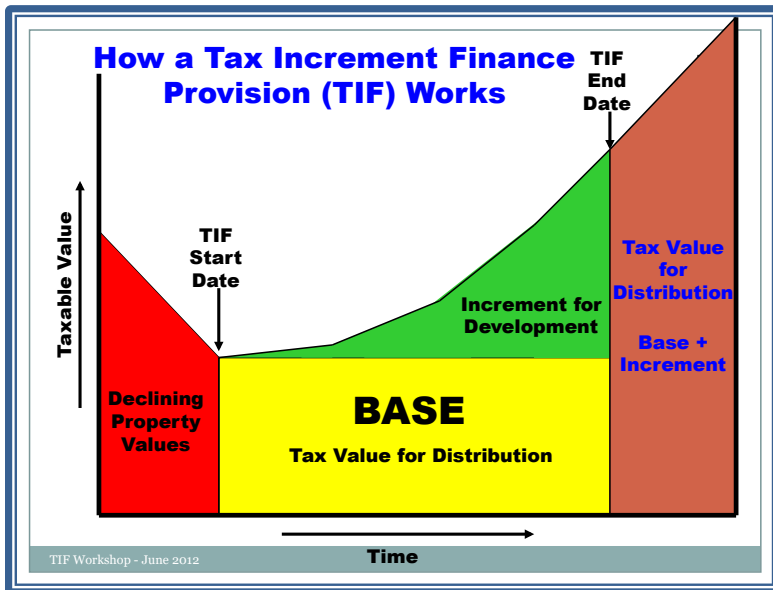 How a Tax Increment Finance
Provision (TIF) Works
TIF
End
Date
TIF
Start
Date
Taxable Value
Tax Value
for
Distribution
Base +
Increment
Increment for
Development
Declining
Property
Values
BASE
Tax Value for Distribution
Time
TIF Workshop - June 2012